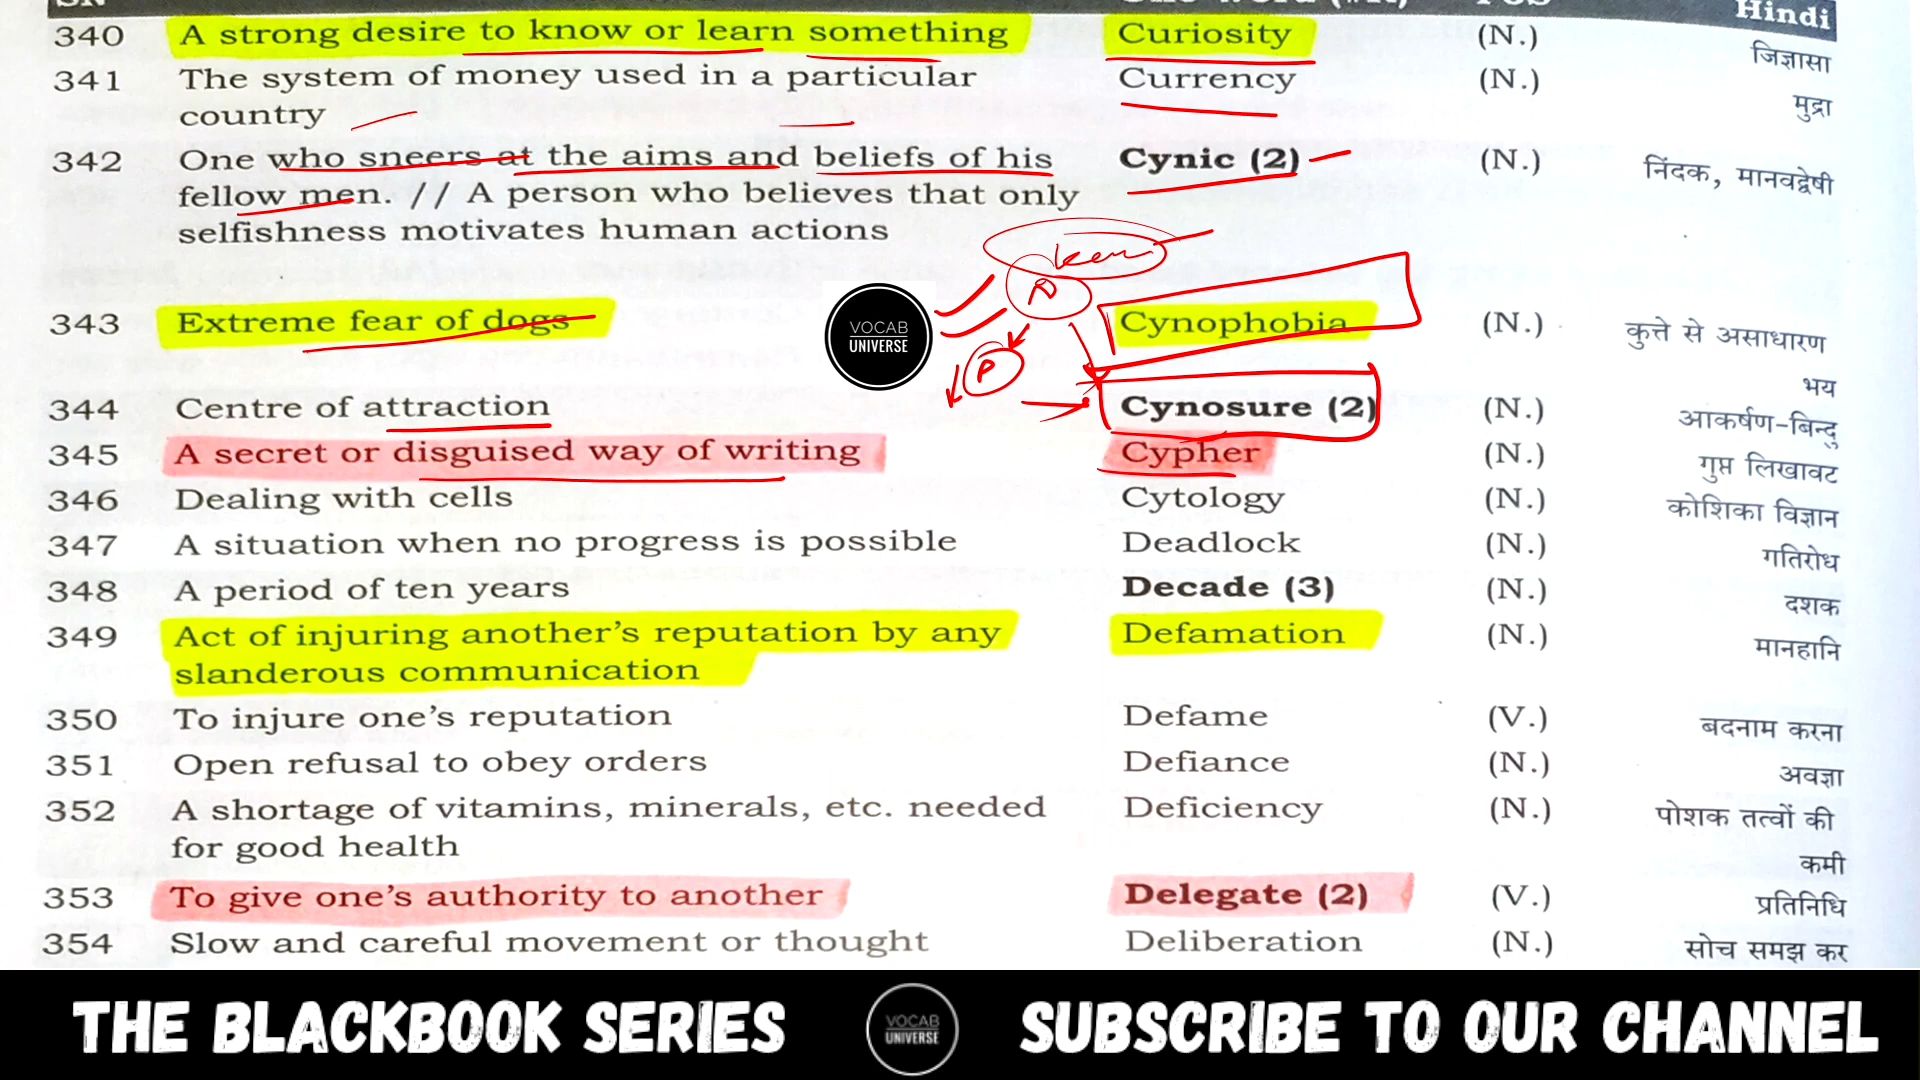 Hindi
340 A strong desire to know or learn something Curiosity (N.) जिज्ञासा
341 The system of money used in a particular Currency (N.) मुद्रा
country
342 One who sneers at the aims and beliefs of his Cynic (2) (N.) निंदक, मानवद्वेषी
fellow men. // A person who believes that only
selfishness motivates human actions
ken
N
343 Extreme fear of dogs Cynophobia (N.) कुत्ते से असाधारण
भय
VOCAB
UNIVERSE
P
344 Centre of attraction Cynosure (2) (N.) आकर्षण-बिन्दु
345 A secret or disguised way of writing Cypher (N.) गुप्त लिखावट
346 Dealing with cells Cytology (N.) कोशिका विज्ञान
347 A situation when no progress is possible Deadlock (N.) गतिरोध
348 A period of ten years Decade (3) (N.) दशक
349 Act of injuring another’s reputation by any Defamation (N.) मानहानि
slanderous communication
350 To injure one’s reputation Defame (V.) बदनाम करना
351 Open refusal to obey orders Defiance (N.) अवज्ञा
352 A shortage of vitamins, minerals, etc. needed Deficiency (N.) पोशक तत्वों की
for good health कमी
353 To give one’s authority to another Delegate (2) (V.) प्रतिनिधि
354 Slow and careful movement or thought Deliberation (N.) सोच समझ कर
THE BLACKBOOK SERIES VOCAB UNIVERSE SUBSCRIBE TO OUR CHANNEL